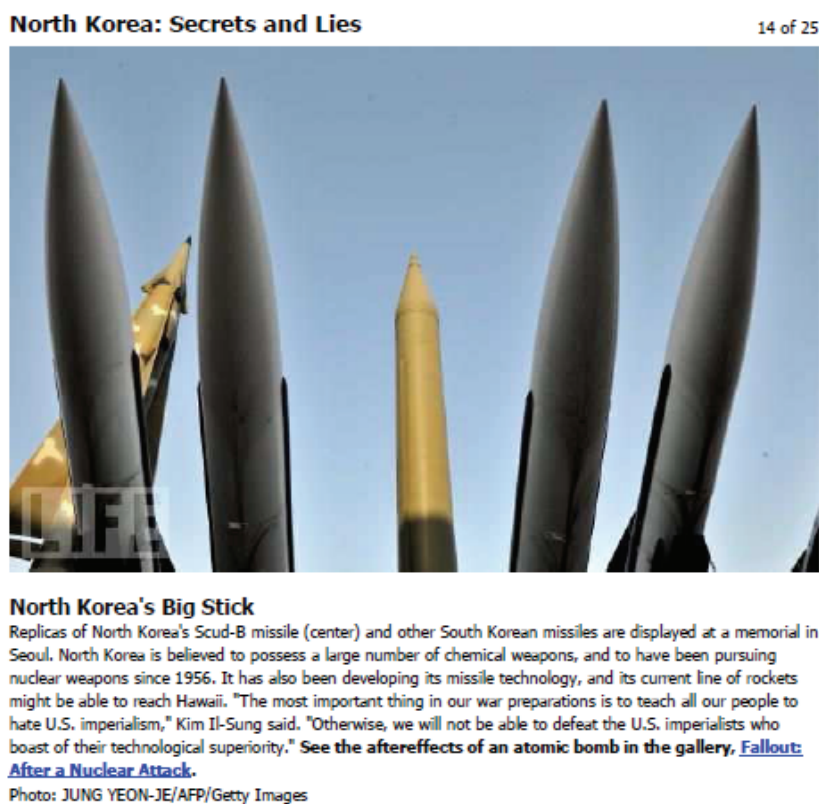 North Korea: Secrets and Lies
14 of 25
LIFE
North Korea's Big Stick
Replicas of North Korea's Scud-B missile (center) and other South Korean missiles are displayed at a memorial in
Seoul. North Korea is believed to possess a large number of chemical weapons, and to have been pursuing
nuclear weapons since 1956. It has also been developing its missile technology, and its current line of rockets
might be able to reach Hawaii. "The most important thing in our war preparations is to teach all our people to
hate U.S. imperialism," Kim Il-Sung said. "Otherwise, we will not be able to defeat the U.S. imperialists who
boast of their technological superiority." See the aftereffects of an atomic bomb in the gallery, Fallout:
After a Nuclear Attack.
Photo: JUNG YEON-JE/AFP/Getty Images